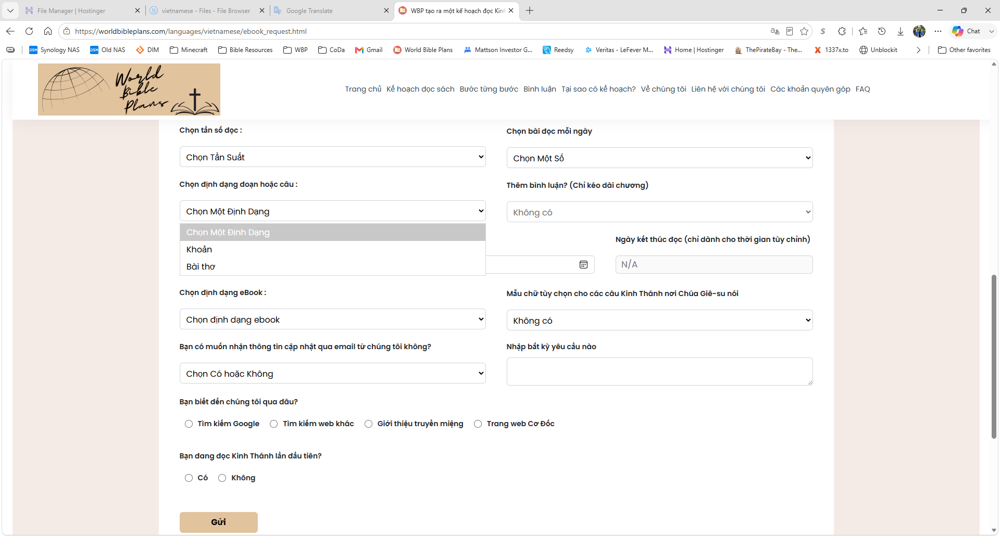 File Manager | Hostinger
vietnamese - Files - File Browser
Google Translate
WBP tạo ra một kế hoạch đọc Kinh
https://worldbibleplans.com/languages/vietnamese/ebook_request.html
Chat
Synology NAS
Old NAS
DIM
Minecraft
Bible Resources
WBP
CoDa
Gmail
World Bible Plans
Mattson Investor G...
Reedsy
Veritas - LeFever M...
Home | Hostinger
ThePirateBay - The...
1337x.to
Unblockit
Other favorites
World
Bible
Plans
Trang chủ Kế hoạch đọc sách Bước từng bước Bình luận Tại sao có kế hoạch? Về chúng tôi Liên hệ với chúng tôi Các khoản quyên góp FAQ
Chọn tần số đọc :
Chọn bài đọc mỗi ngày
Chọn Tần Suất
Chọn Một Số
Chọn định dạng đoạn hoặc câu :
Thêm bình luận? (Chỉ kéo dài chương)
Chọn Một Định Dạng
Không có
Chọn Một Định Dạng
Khoản
Bài thơ
Ngày kết thúc đọc (chỉ dành cho thời gian tùy chỉnh)
N/A
Chọn định dạng eBook :
Mẫu chữ tùy chọn cho các câu Kinh Thánh nơi Chúa Giê-su nói
Chọn định dạng ebook
Không có
Bạn có muốn nhận thông tin cập nhật qua email từ chúng tôi không?
Nhập bất kỳ yêu cầu nào
Chọn Có hoặc Không
Bạn biết đến chúng tôi qua đâu?
Tìm kiếm Google
Tìm kiếm web khác
Giới thiệu truyền miệng
Trang web Cơ Đốc
Bạn đang đọc Kinh Thánh lần đầu tiên?
Có
Không
Gửi